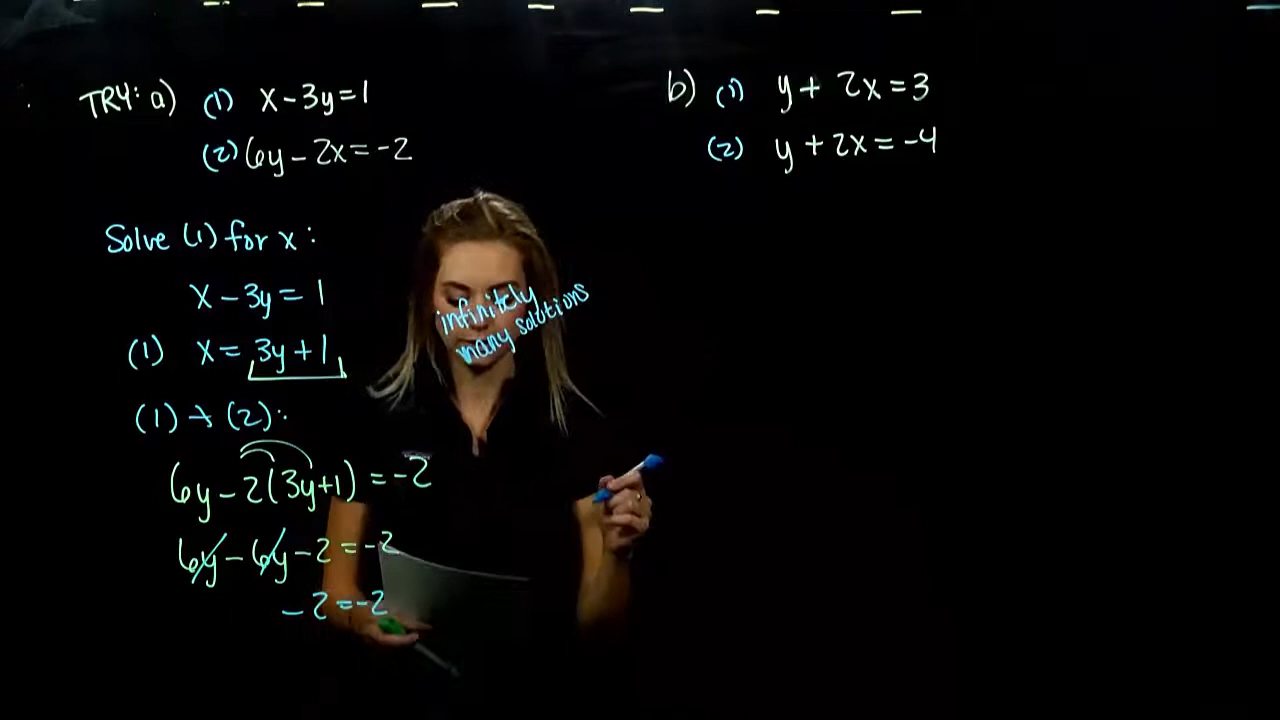 TRY: a) (1) x - 3y = 1
(2) 6y - 2x = -2
Solve (1) for x:
x - 3y = 1
(1) x = 3y + 1
(1) → (2):
6y - 2(3y+1) = -2
6y - 6y - 2 = -2
-2 = -2
infinitely
many solutions
b) (1) y + 2x = 3
(2) y + 2x = -4